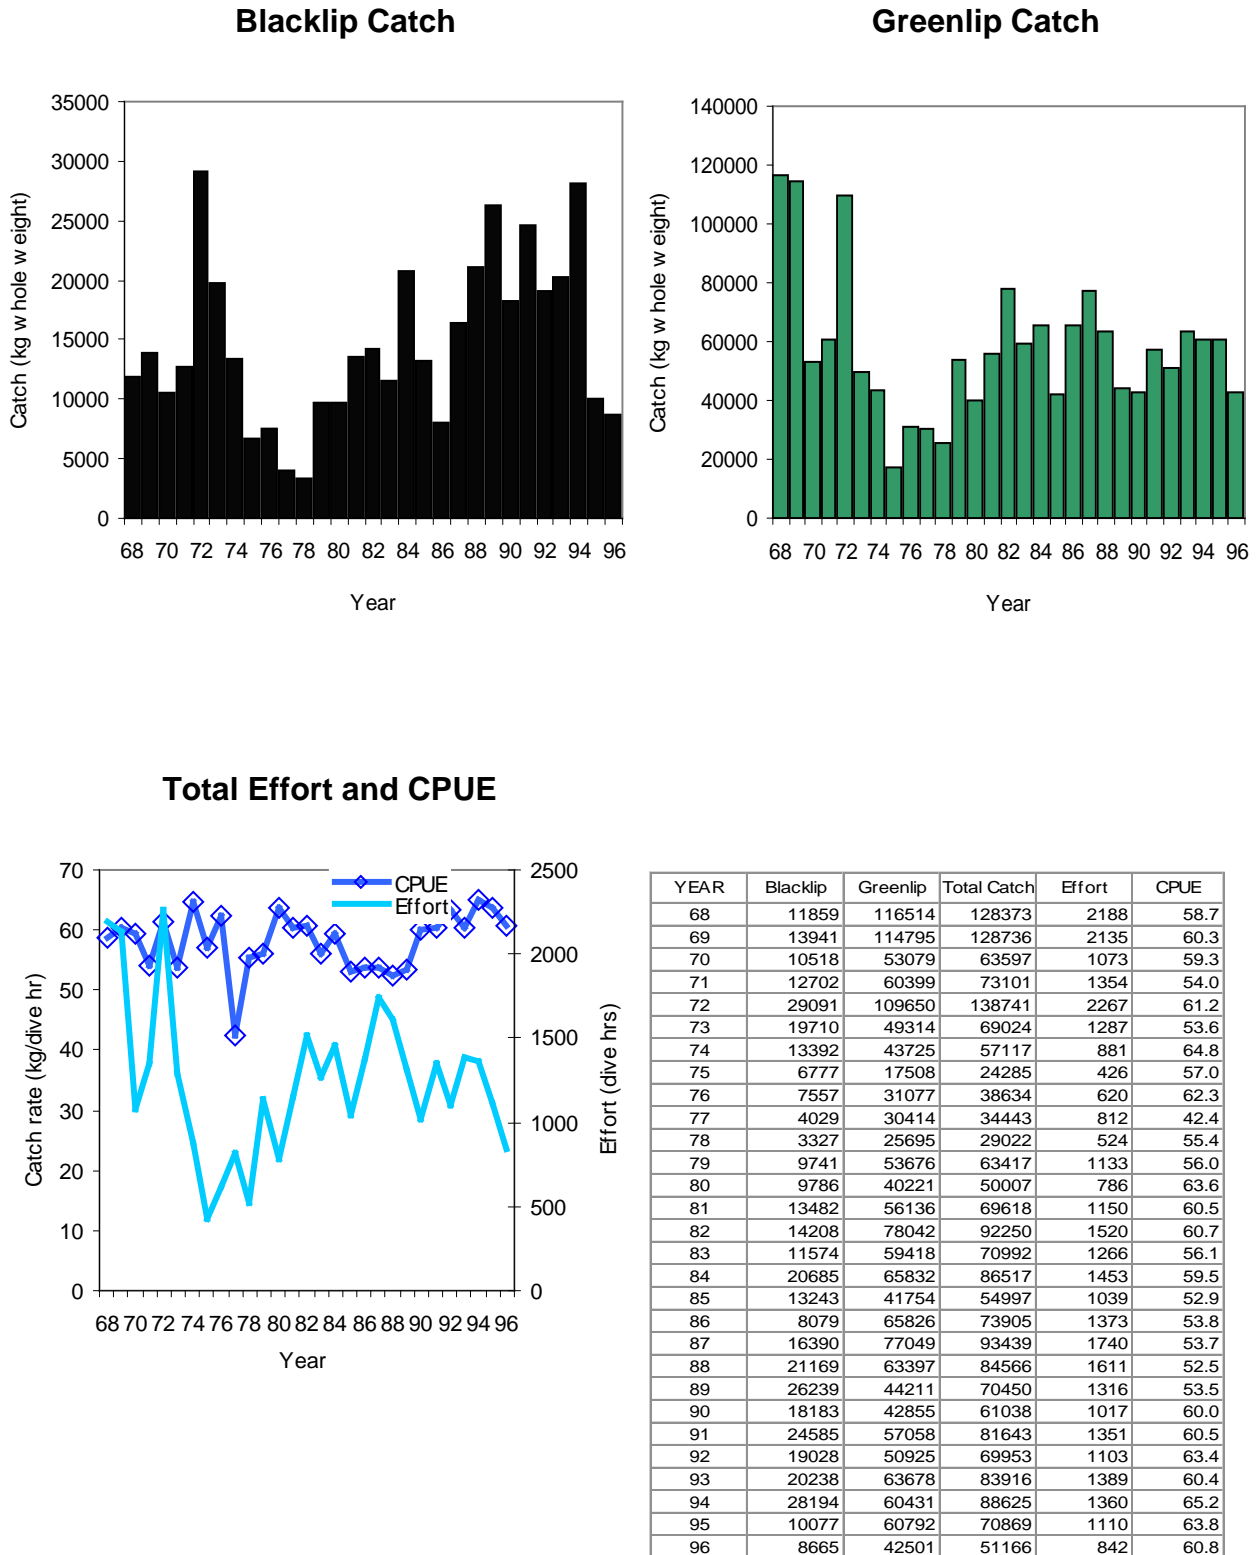 Blacklip Catch
Greenlip Catch
35000
30000
25000
20000
15000
10000
5000
0
Catch (kg w hole w eight)
68 70 72 74 76 78 80 82 84 86 88 90 92 94 96
Year
140000
120000
100000
80000
60000
40000
20000
0
Catch (kg w hole w eight)
68 70 72 74 76 78 80 82 84 86 88 90 92 94 96
Year
Total Effort and CPUE
70
60
50
40
30
20
10
0
Catch rate (kg/dive hr)
CPUE
Effort
2500
2000
1500
1000
500
0
Effort (dive hrs)
68 70 72 74 76 78 80 82 84 86 88 90 92 94 96
Year
YEAR Blacklip Greenlip Total Catch Effort CPUE
68 11859 116514 128373 2188 58.7
69 13941 114795 128736 2135 60.3
70 10518 53079 63597 1073 59.3
71 12702 60399 73101 1354 54.0
72 29091 109650 138741 2267 61.2
73 19710 49314 69024 1287 53.6
74 13392 43725 57117 881 64.8
75 6777 17508 24285 426 57.0
76 7557 31077 38634 620 62.3
77 4029 30414 34443 812 42.4
78 3327 25695 29022 524 55.4
79 9741 53676 63417 1133 56.0
80 9786 40221 50007 786 63.6
81 13482 56136 69618 1150 60.5
82 14208 78042 92250 1520 60.7
83 11574 59418 70992 1266 56.1
84 20685 65832 86517 1453 59.5
85 13243 41754 54997 1039 52.9
86 8079 65826 73905 1373 53.8
87 16390 77049 93439 1740 53.7
88 21169 63397 84566 1611 52.5
89 26239 44211 70450 1316 53.5
90 18183 42855 61038 1017 60.0
91 24585 57058 81643 1351 60.5
92 19028 50925 69953 1103 63.4
93 20238 63678 83916 1389 60.4
94 28194 60431 88625 1360 65.2
95 10077 60792 70869 1110 63.8
96 8665 42501 51166 842 60.8